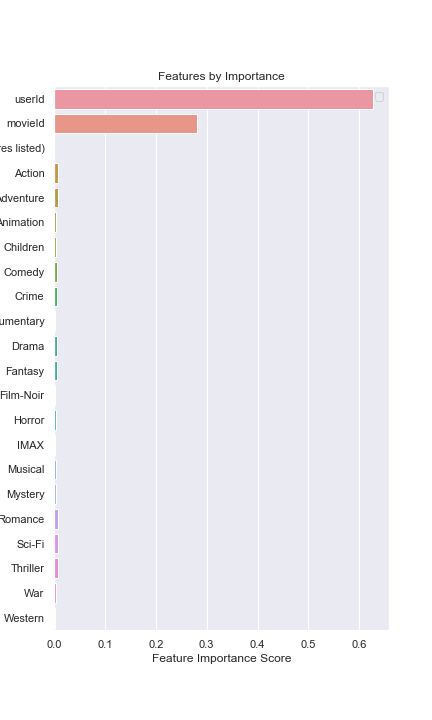 Features by Importance
userId
movieId
res listed)
Action
Adventure
Animation
Children
Comedy
Crime
umentary
Drama
Fantasy
Film-Noir
Horror
IMAX
Musical
Mystery
Romance
Sci-Fi
Thriller
War
Western
0.0 0.1 0.2 0.3 0.4 0.5 0.6
Feature Importance Score